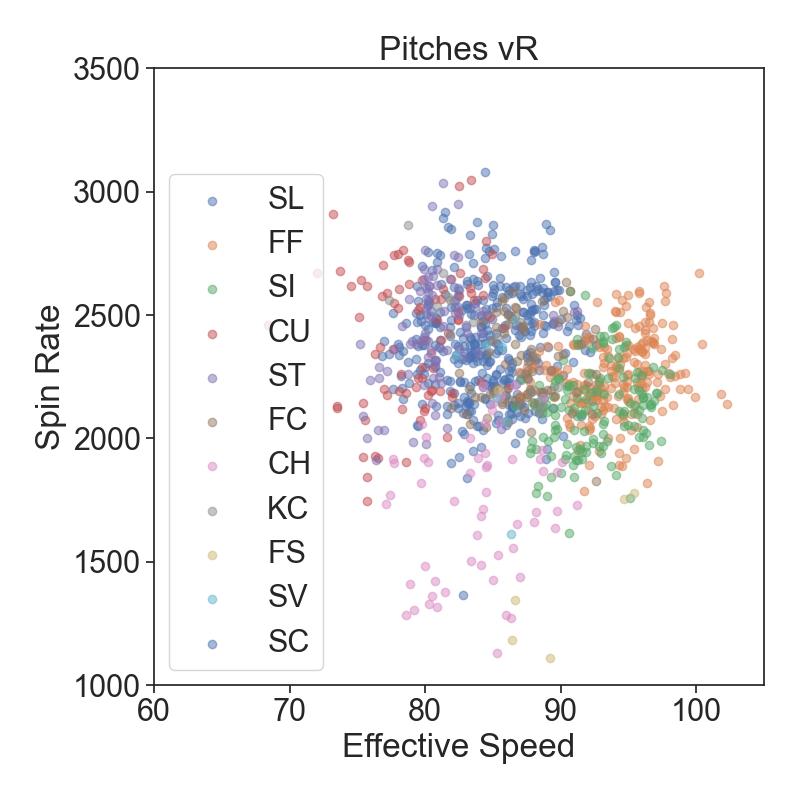 Pitches vR
3500
3000
2500
2000
1500
1000
Spin Rate
SL
FF
SI
CU
ST
FC
CH
KC
FS
SV
SC
60 70 80 90 100
Effective Speed